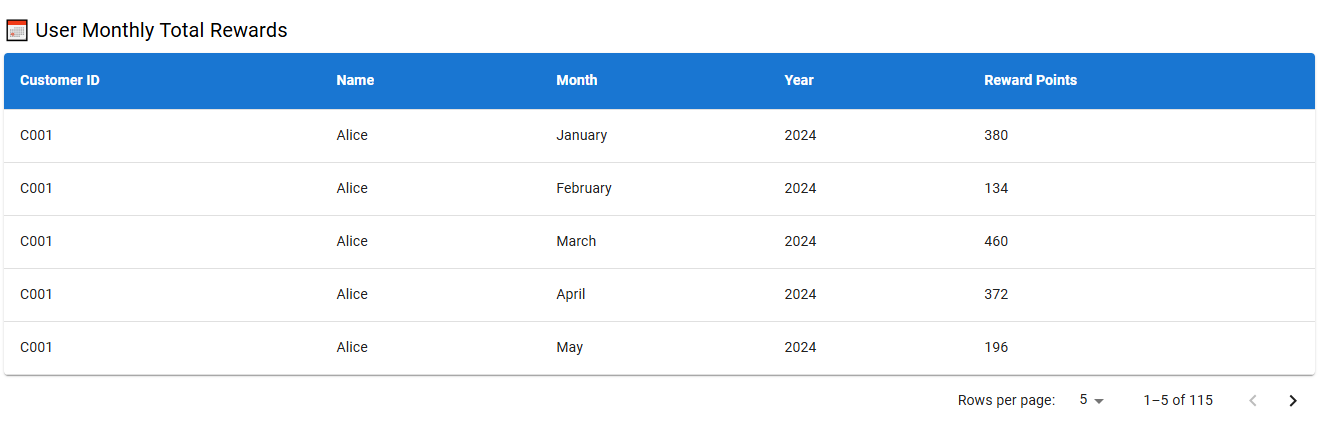 User Monthly Total Rewards
Customer ID Name Month Year Reward Points
C001 Alice January 2024 380
C001 Alice February 2024 134
C001 Alice March 2024 460
C001 Alice April 2024 372
C001 Alice May 2024 196
Rows per page: 5 1–5 of 115